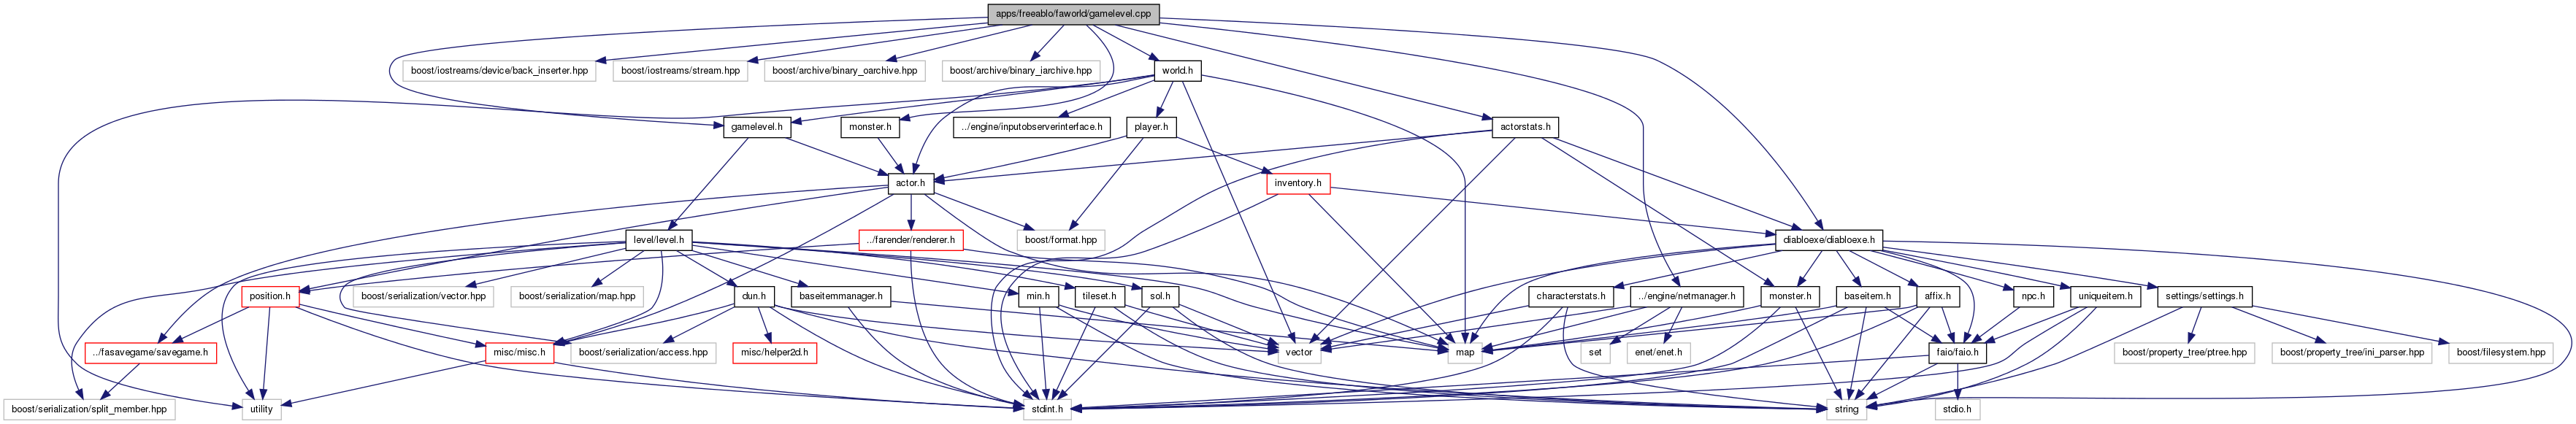 apps/freeablo/faworld/gamelevel.cpp
boost/iostreams/device/back_inserter.hpp
boost/iostreams/stream.hpp
boost/archive/binary_oarchive.hpp
boost/archive/binary_iarchive.hpp
world.h
gamelevel.h
monster.h
../engine/inputobserverinterface.h
player.h
actorstats.h
actor.h
inventory.h
level/level.h
../farender/renderer.h
boost/format.hpp
diabloexe/diabloexe.h
position.h
boost/serialization/vector.hpp
boost/serialization/map.hpp
dun.h
baseitemmanager.h
min.h
tileset.h
sol.h
characterstats.h
../engine/netmanager.h
monster.h
baseitem.h
affix.h
npc.h
uniqueitem.h
settings/settings.h
../fasavegame/savegame.h
misc/misc.h
boost/serialization/access.hpp
misc/helper2d.h
vector
map
set
enet/enet.h
faio/faio.h
boost/property_tree/ptree.hpp
boost/property_tree/ini_parser.hpp
boost/filesystem.hpp
boost/serialization/split_member.hpp
utility
stdint.h
string
stdio.h